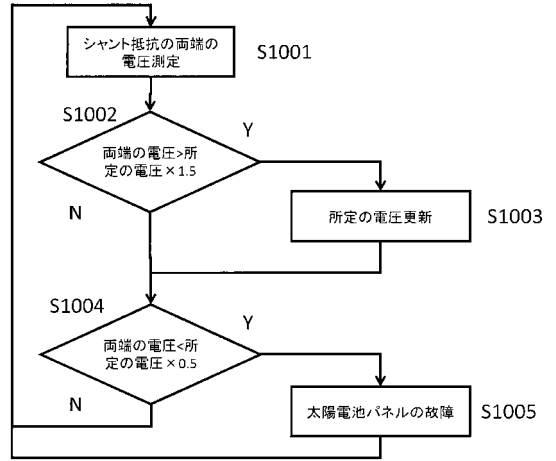 シャント抵抗の両端の
電圧測定
S1001
S1002
Y
両端の電圧>所
定の電圧×1.5
N
所定の電圧更新
S1003
S1004
Y
両端の電圧<所
定の電圧×0.5
N
太陽電池パネルの故障
S1005